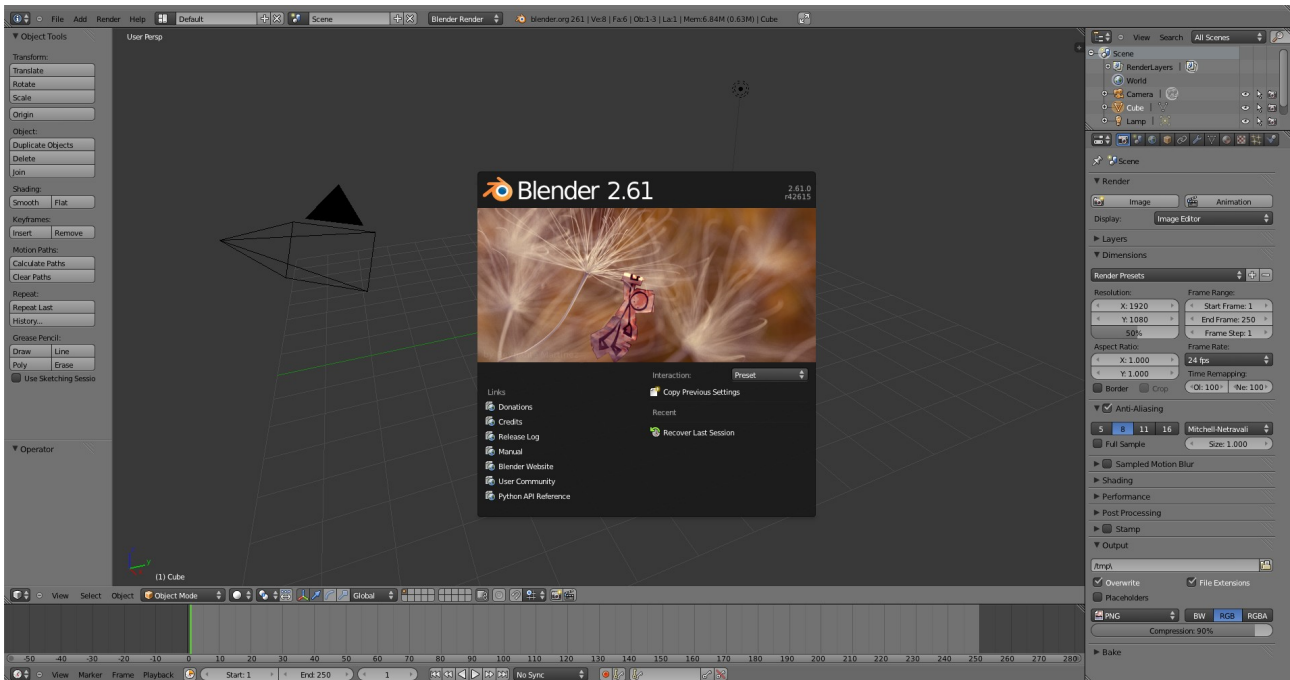 File Add Render Help Default Scene Blender Render blender.org 261 | Ve:8 | Fa:6 | Ob:1-3 | La:1 | Mem:6.84M (0.63M) | Cube
Object Tools
Transform:
Translate
Rotate
Scale
Origin
Object:
Duplicate Objects
Delete
Join
Shading:
Smooth Flat
Keyframes:
Insert Remove
Motion Paths:
Calculate Paths
Clear Paths
Repeat:
Repeat Last
History...
Grease Pencil:
Draw Line
Poly Erase
Use Sketching Sessio
Operator
User Persp
Blender 2.61
2.61.0
r42615
Links
Donations
Credits
Release Log
Manual
Blender Website
User Community
Python API Reference
Interaction: Preset
Copy Previous Settings
Recent
Recover Last Session
y
(1) Cube
View Select Object Object Mode Global
-50 -40 -30 -20 -10 0 10 20 30 40 50 60 70 80 90 100 110 120 130 140 150 160 170 180 190 200 210 220 230 240 250 260 270 280
View Marker Frame Playback Start: 1 End: 250 1 No Sync
View Search All Scenes
Scene
RenderLayers |
World
Camera |
Cube |
Lamp |
Scene
Render
Image Animation
Display: Image Editor
Layers
Dimensions
Render Presets
Resolution: Frame Range:
X: 1920 Start Frame: 1
Y: 1080 End Frame: 250
50% Frame Step: 1
Aspect Ratio: Frame Rate:
X: 1.000 24 fps
Y: 1.000 Time Remapping:
Border Crop Ol: 100 Ne: 100
Anti-Aliasing
5 8 11 16 Mitchell-Netravali
Full Sample Size: 1.000
Sampled Motion Blur
Shading
Performance
Post Processing
Stamp
Output
/tmp\
Overwrite File Extensions
Placeholders
PNG BW RGB RGBA
Compression: 90%
Bake